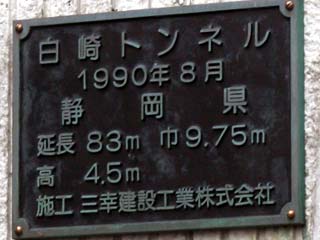 白崎トンネル
1990年8月
静岡県
延長 83m 巾9.75m
高 4.5m
施工 三幸建設工業株式会社